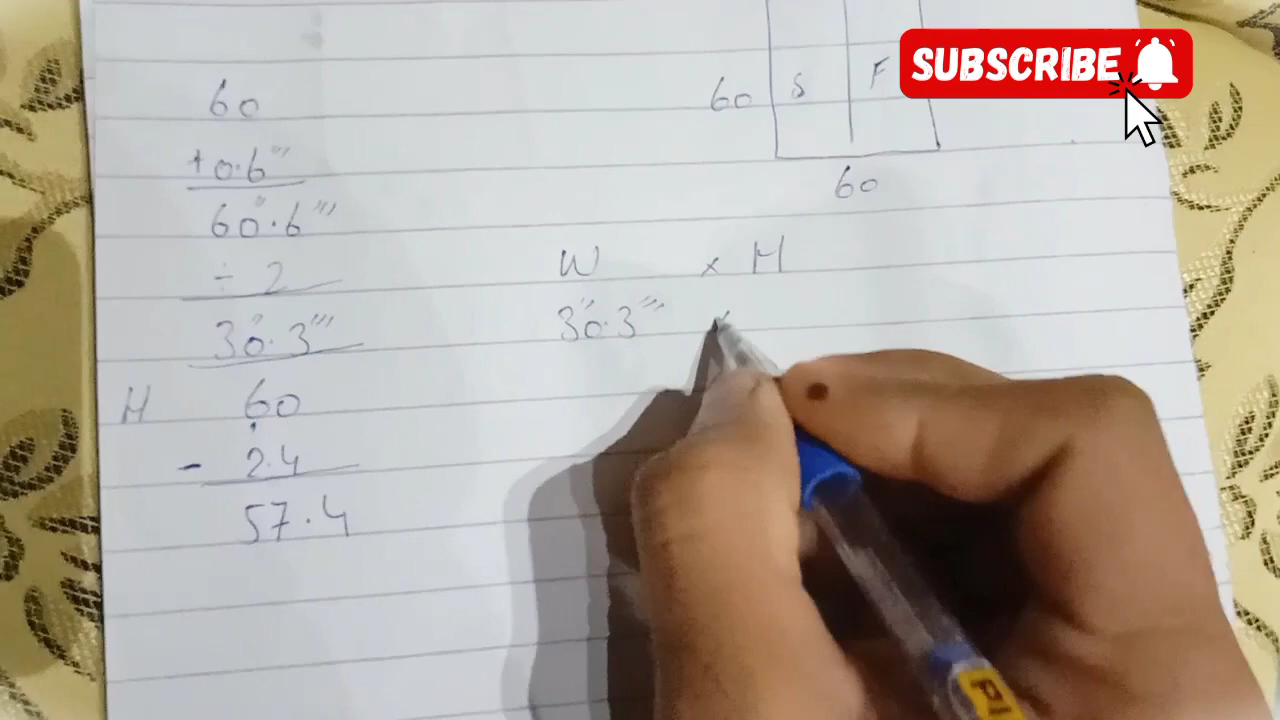 SUBSCRIBE
60
+0.6'''
60".6'''
÷ 2
30".3'''
H 60
- 2.4
57.4
60 S F
60
W × H
30".3''' ×